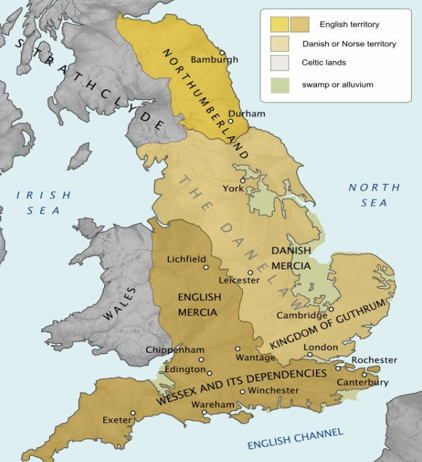 English territory
Danish or Norse territory
Celtic lands
swamp or alluvium
STRATHCLYDE
NORTHUMBERLAND
Bamburgh
Durham
IRISH
SEA
NORTH
SEA
York
THE DANELAW
DANISH
MERCIA
Lichfield
Leicester
ENGLISH
MERCIA
WALES
Cambridge
KINGDOM OF GUTHRUM
London
Chippenham
Wantage
Rochester
Edington
Canterbury
WESSEX AND ITS DEPENDENCIES
Winchester
Wareham
Exeter
ENGLISH CHANNEL